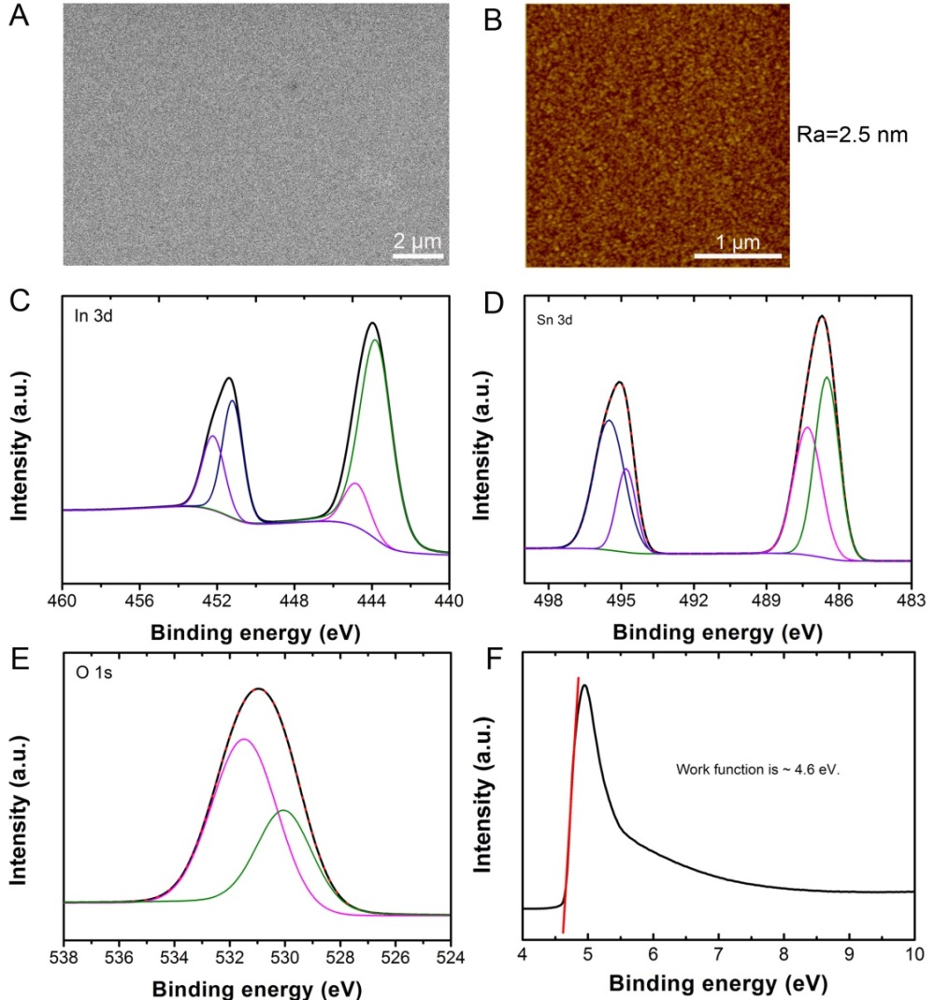 A
2 µm
B
1 µm
Ra=2.5 nm
C
In 3d
Intensity (a.u.)
460 456 452 448 444 440
Binding energy (eV)
D
Sn 3d
Intensity (a.u.)
498 495 492 489 486 483
Binding energy (eV)
E
O 1s
Intensity (a.u.)
538 536 534 532 530 528 526 524
Binding energy (eV)
F
Work function is ~ 4.6 eV.
Intensity (a.u.)
4 5 6 7 8 9 10
Binding energy (eV)